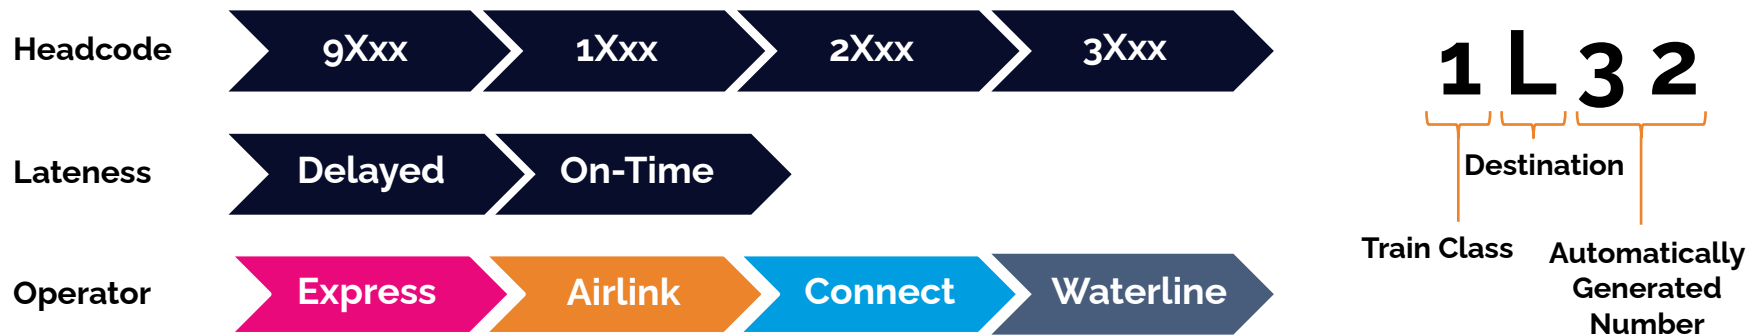 Headcode 9Xxx 1Xxx 2Xxx 3Xxx
Lateness Delayed On-Time
Operator Express Airlink Connect Waterline
1 L 3 2
Destination
Train Class
Automatically
Generated
Number